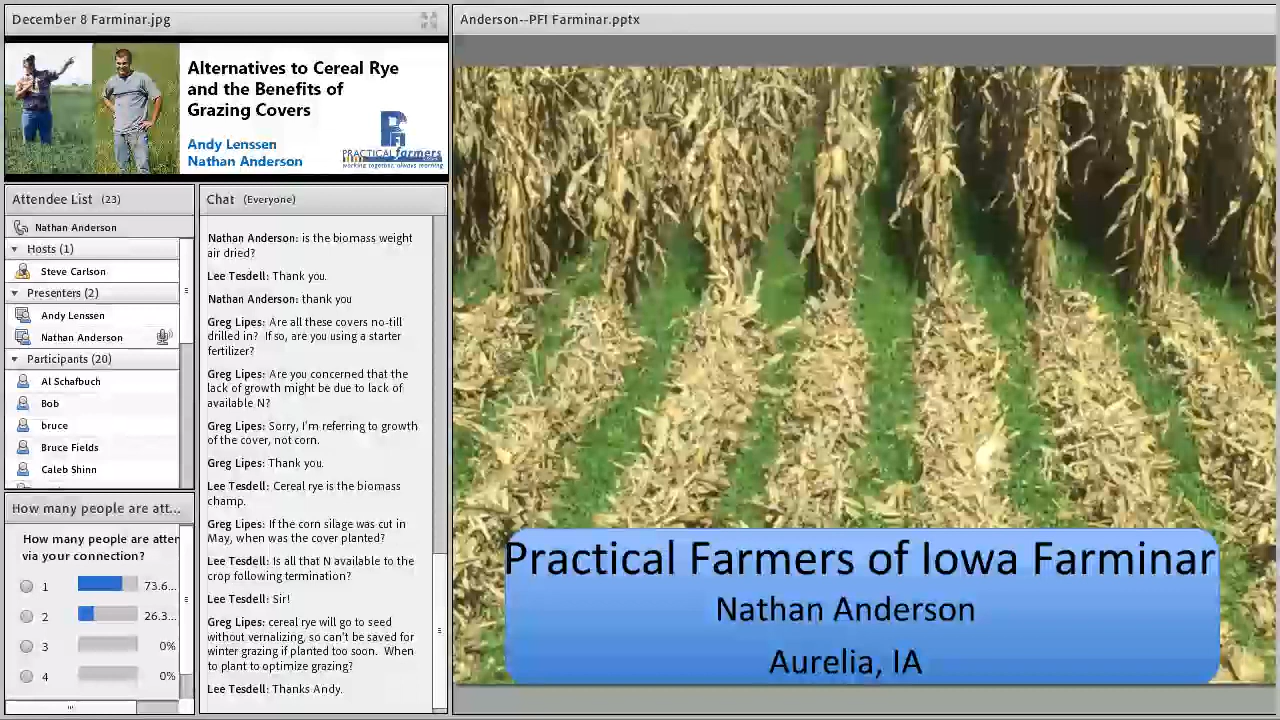 December 8 Farminar.jpg
Alternatives to Cereal Rye
and the Benefits of
Grazing Covers
Andy Lenssen
Nathan Anderson
PRACTICAL farmers
working together, always learning
Attendee List (23)
Nathan Anderson
Hosts (1)
Steve Carlson
Presenters (2)
Andy Lenssen
Nathan Anderson
Participants (20)
Al Schafbuch
Bob
bruce
Bruce Fields
Caleb Shinn
How many people are att...
How many people are atten
via your connection?
1 73.6...
2 26.3...
3 0%
4 0%
Chat (Everyone)
Nathan Anderson: is the biomass weight
air dried?
Lee Tesdell: Thank you.
Nathan Anderson: thank you
Greg Lipes: Are all these covers no-till
drilled in? If so, are you using a starter
fertilizer?
Greg Lipes: Are you concerned that the
lack of growth might be due to lack of
available N?
Greg Lipes: Sorry, I'm referring to growth
of the cover, not corn.
Greg Lipes: Thank you.
Lee Tesdell: Cereal rye is the biomass
champ.
Greg Lipes: If the corn silage was cut in
May, when was the cover planted?
Lee Tesdell: Is all that N available to the
crop following termination?
Lee Tesdell: Sir!
Greg Lipes: cereal rye will go to seed
without vernalizing, so can't be saved for
winter grazing if planted too soon. When
to plant to optimize grazing?
Lee Tesdell: Thanks Andy.
Anderson--PFI Farminar.pptx
Practical Farmers of Iowa Farminar
Nathan Anderson
Aurelia, IA